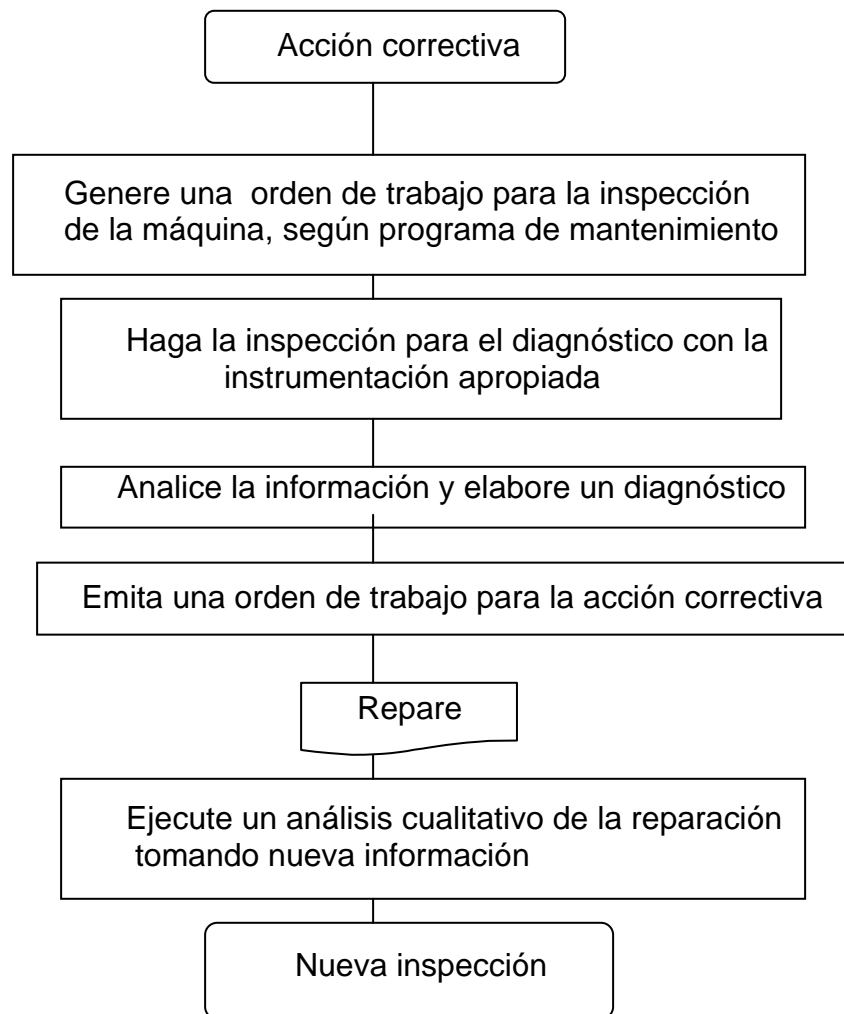 Acción correctiva
Genere una orden de trabajo para la inspección
de la máquina, según programa de mantenimiento
Haga la inspección para el diagnóstico con la
instrumentación apropiada
Analice la información y elabore un diagnóstico
Emita una orden de trabajo para la acción correctiva
Repare
Ejecute un análisis cualitativo de la reparación
tomando nueva información
Nueva inspección